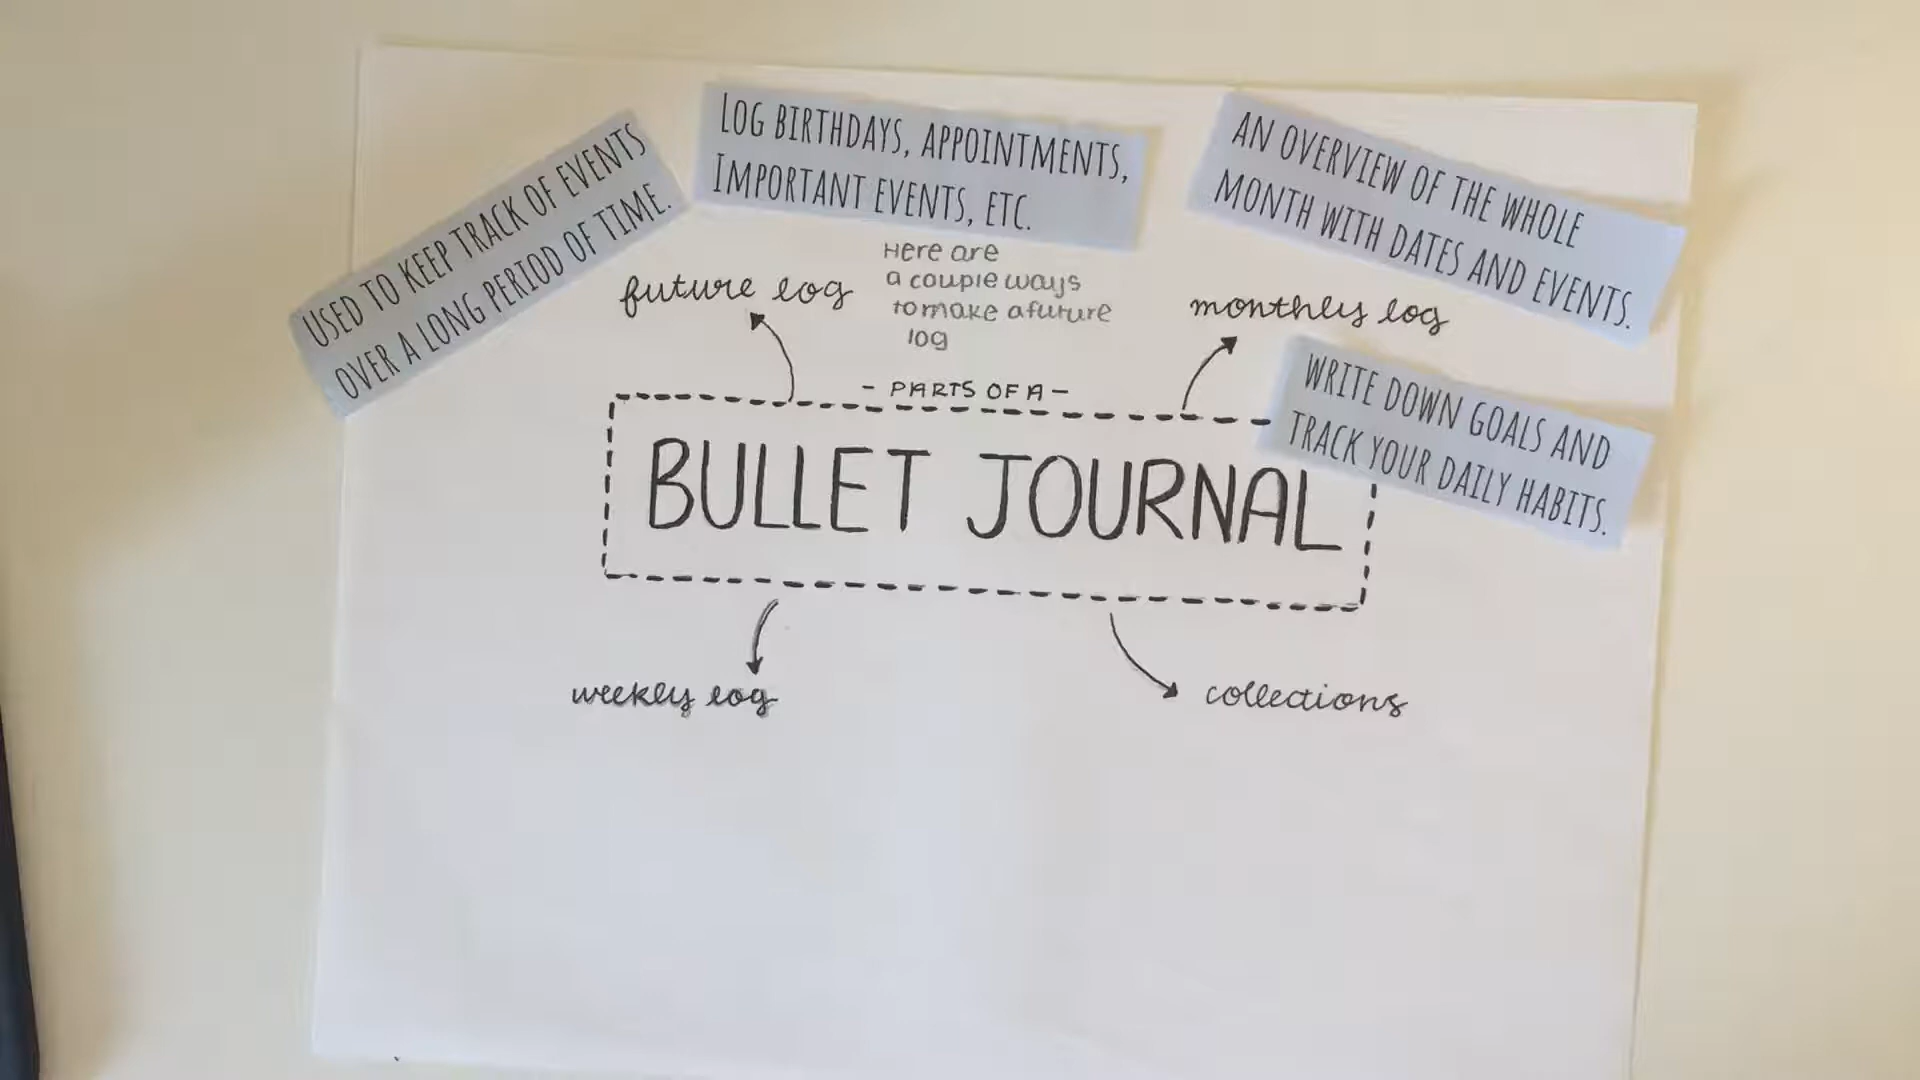 USED TO KEEP TRACK OF EVENTS
OVER A LONG PERIOD OF TIME.
LOG BIRTHDAYS, APPOINTMENTS,
IMPORTANT EVENTS, ETC.
AN OVERVIEW OF THE WHOLE
MONTH WITH DATES AND EVENTS.
future log
Here are
a couple ways
to make a future
log
monthly log
WRITE DOWN GOALS AND
TRACK YOUR DAILY HABITS.
- PARTS OF A -
BULLET JOURNAL
weekly log
collections